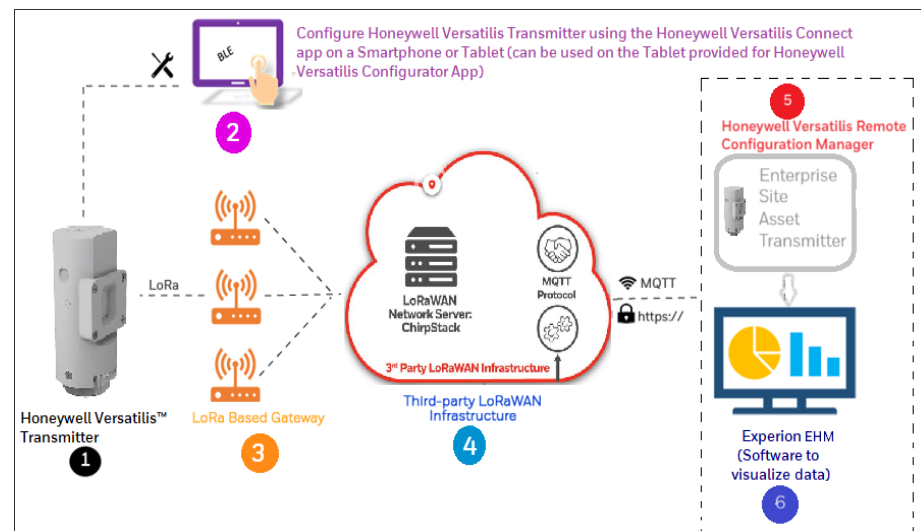 Configure Honeywell Versatilis Transmitter using the Honeywell Versatilis Connect
app on a Smartphone or Tablet (can be used on the Tablet provided for Honeywell
Versatilis Configurator App)
BLE
2
5
Honeywell Versatilis Remote
Configuration Manager
Enterprise
Site
Asset
Transmitter
LoRa
LoRaWAN
Network Server:
ChirpStack
MQTT
Protocol
MQTT
https://
3rd Party LoRaWAN Infrastructure
Honeywell Versatilis™
Transmitter
1
LoRa Based Gateway
3
Third-party LoRaWAN
Infrastructure
4
Experion EHM
(Software to
visualize data)
6